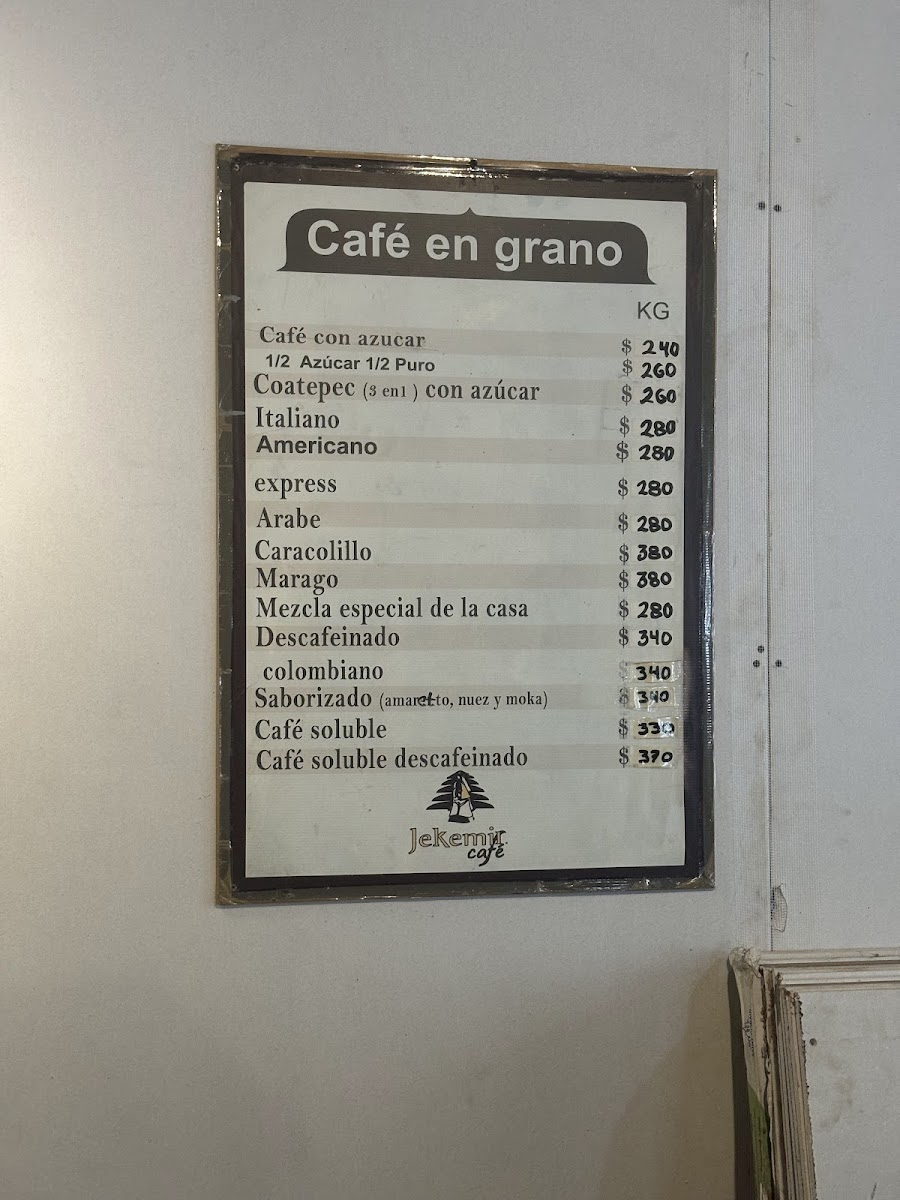 Café en grano
KG
Café con azucar $ 240
1/2 Azúcar 1/2 Puro $ 260
Coatepec (3 en1) con azúcar $ 260
Italiano $ 280
Americano $ 280
express $ 280
Arabe $ 280
Caracolillo $ 380
Marago $ 380
Mezcla especial de la casa $ 280
Descafeinado $ 340
colombiano $ 340
Saborizado (amaretto, nuez y moka) $ 340
Café soluble $ 330
Café soluble descafeinado $ 370
Jekemir
café